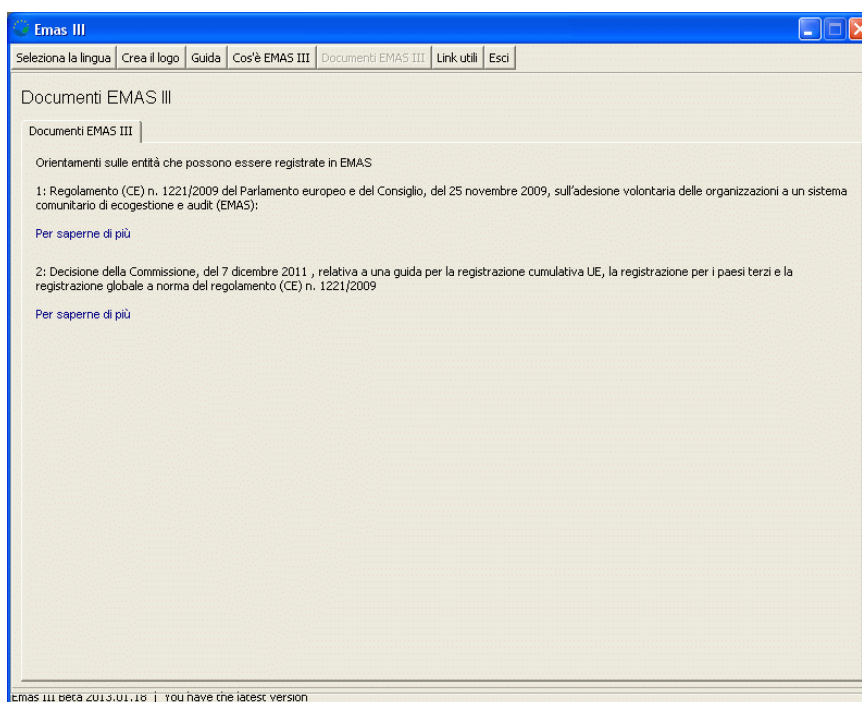 Emas III
Seleziona la lingua Crea il logo Guida Cos'è EMAS III Documenti EMAS III Link utili Esci
Documenti EMAS III
Documenti EMAS III
Orientamenti sulle entità che possono essere registrate in EMAS
1: Regolamento (CE) n. 1221/2009 del Parlamento europeo e del Consiglio, del 25 novembre 2009, sull'adesione volontaria delle organizzazioni a un sistema
comunitario di ecogestione e audit (EMAS):
Per saperne di più
2: Decisione della Commissione, del 7 dicembre 2011 , relativa a una guida per la registrazione cumulativa UE, la registrazione per i paesi terzi e la
registrazione globale a norma del regolamento (CE) n. 1221/2009
Per saperne di più
Emas III Beta 2013.01.18 | You have the latest version